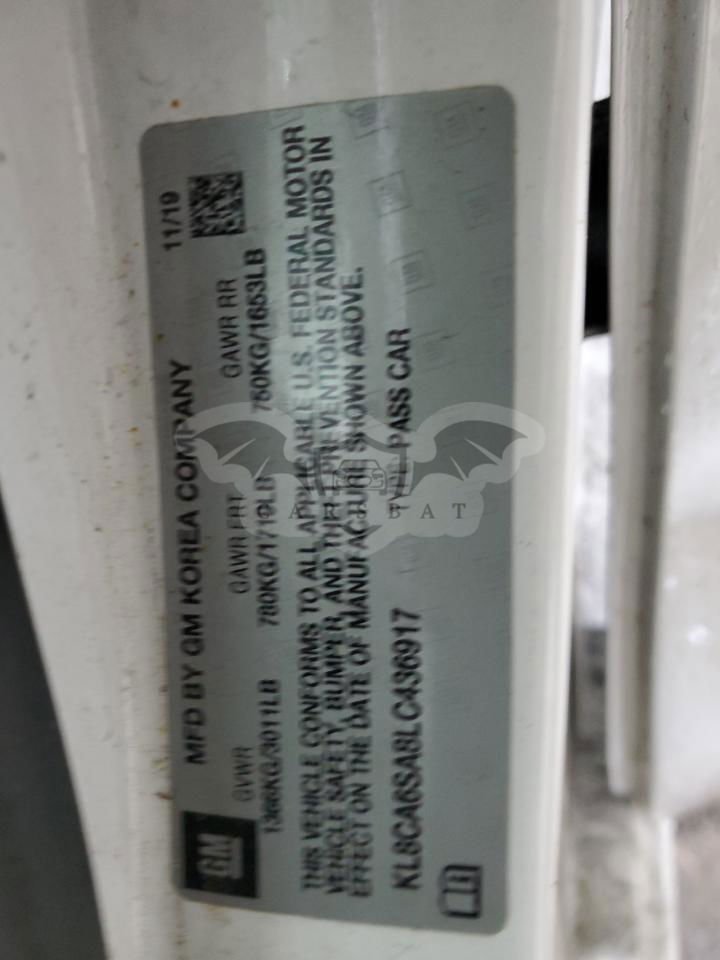 GM
MFD BY GM KOREA COMPANY 11/19
GVWR GAWR FRT GAWR RR
1366KG/3011LB 780KG/1719LB 750KG/1653LB
THIS VEHICLE CONFORMS TO ALL APPLICABLE U.S. FEDERAL MOTOR
VEHICLE SAFETY, BUMPER, AND THEFT PREVENTION STANDARDS IN
EFFECT ON THE DATE OF MANUFACTURE SHOWN ABOVE.
KL8CA6SA8LC436917 PASS CAR
CARSBAT